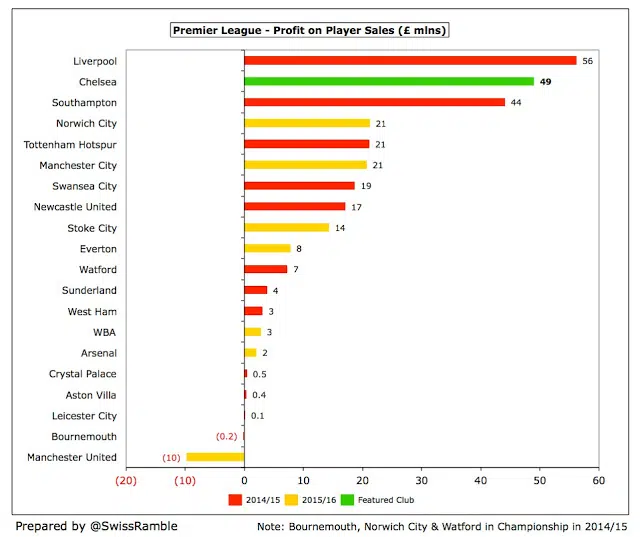 Premier League - Profit on Player Sales (£ mlns)
Liverpool 56
Chelsea 49
Southampton 44
Norwich City 21
Tottenham Hotspur 21
Manchester City 21
Swansea City 19
Newcastle United 17
Stoke City 14
Everton 8
Watford 7
Sunderland 4
West Ham 3
WBA 3
Arsenal 2
Crystal Palace 0.5
Aston Villa 0.4
Leicester City 0.1
Bournemouth (0.2)
Manchester United (10)
(20) (10) 0 10 20 30 40 50 60
2014/15 2015/16 Featured Club
Prepared by @SwissRamble Note: Bournemouth, Norwich City & Watford in Championship in 2014/15